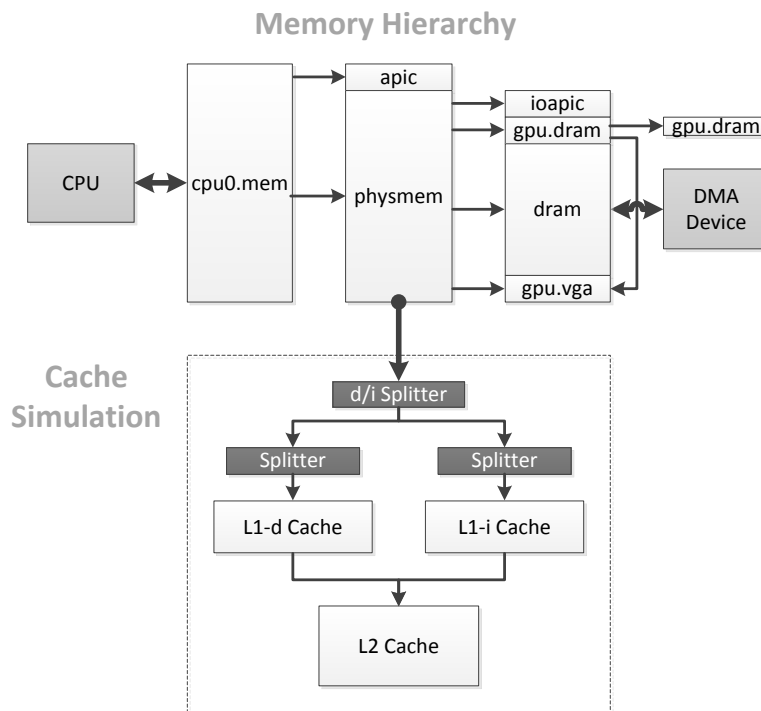 Memory Hierarchy
apic
ioapic
gpu.dram
gpu.dram
CPU
cpu0.mem
physmem
dram
DMA
Device
gpu.vga
Cache
Simulation
d/i Splitter
Splitter
Splitter
L1-d Cache
L1-i Cache
L2 Cache